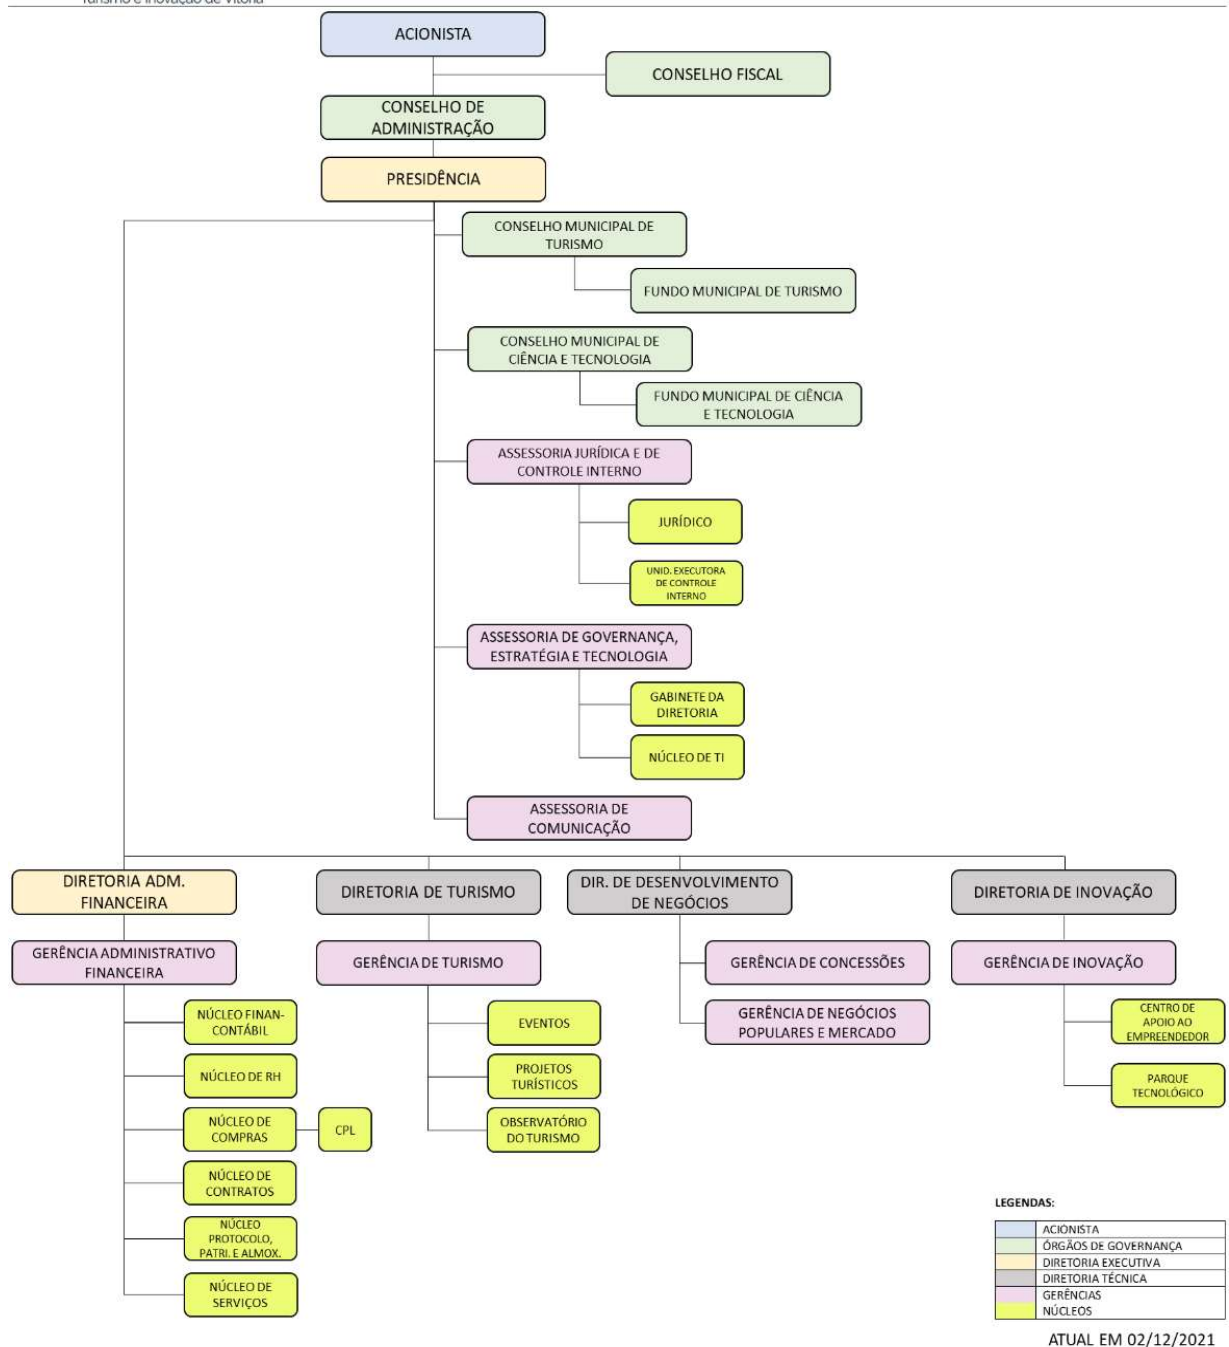 Turismo e Inovação de Vitória
ACIONISTA
CONSELHO FISCAL
CONSELHO DE
ADMINISTRAÇÃO
PRESIDÊNCIA
CONSELHO MUNICIPAL DE
TURISMO
FUNDO MUNICIPAL DE TURISMO
CONSELHO MUNICIPAL DE
CIÊNCIA E TECNOLOGIA
FUNDO MUNICIPAL DE CIÊNCIA
E TECNOLOGIA
ASSESSORIA JURÍDICA E DE
CONTROLE INTERNO
JURÍDICO
UNID. EXECUTORA
DE CONTROLE
INTERNO
ASSESSORIA DE GOVERNANÇA,
ESTRATÉGIA E TECNOLOGIA
GABINETE DA
DIRETORIA
NÚCLEO DE TI
ASSESSORIA DE
COMUNICAÇÃO
DIRETORIA ADM.
FINANCEIRA
GERÊNCIA ADMINISTRATIVO
FINANCEIRA
NÚCLEO FINAN-
CONTÁBIL
NÚCLEO DE RH
NÚCLEO DE
COMPRAS
CPL
NÚCLEO DE
CONTRATOS
NÚCLEO
PROTOCOLO,
PATRI. E ALMOX.
NÚCLEO DE
SERVIÇOS
DIRETORIA DE TURISMO
GERÊNCIA DE TURISMO
EVENTOS
PROJETOS
TURÍSTICOS
OBSERVATÓRIO
DO TURISMO
DIR. DE DESENVOLVIMENTO
DE NEGÓCIOS
GERÊNCIA DE CONCESSÕES
GERÊNCIA DE NEGÓCIOS
POPULARES E MERCADO
DIRETORIA DE INOVAÇÃO
GERÊNCIA DE INOVAÇÃO
CENTRO DE
APOIO AO
EMPREENDEDOR
PARQUE
TECNOLÓGICO
LEGENDAS:
ACIONISTA
ÓRGÃOS DE GOVERNANÇA
DIRETORIA EXECUTIVA
DIRETORIA TÉCNICA
GERÊNCIAS
NÚCLEOS
ATUAL EM 02/12/2021